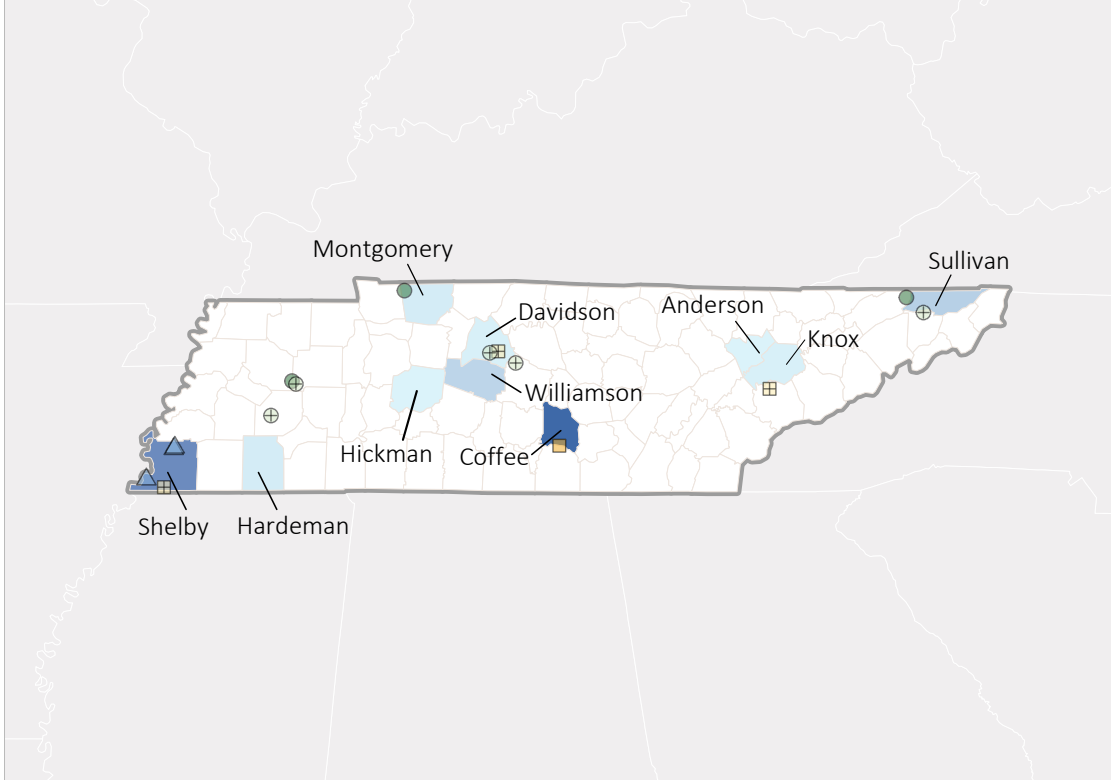 Montgomery
Sullivan
Anderson
Davidson
Knox
Williamson
Hickman
Coffee
Shelby
Hardeman